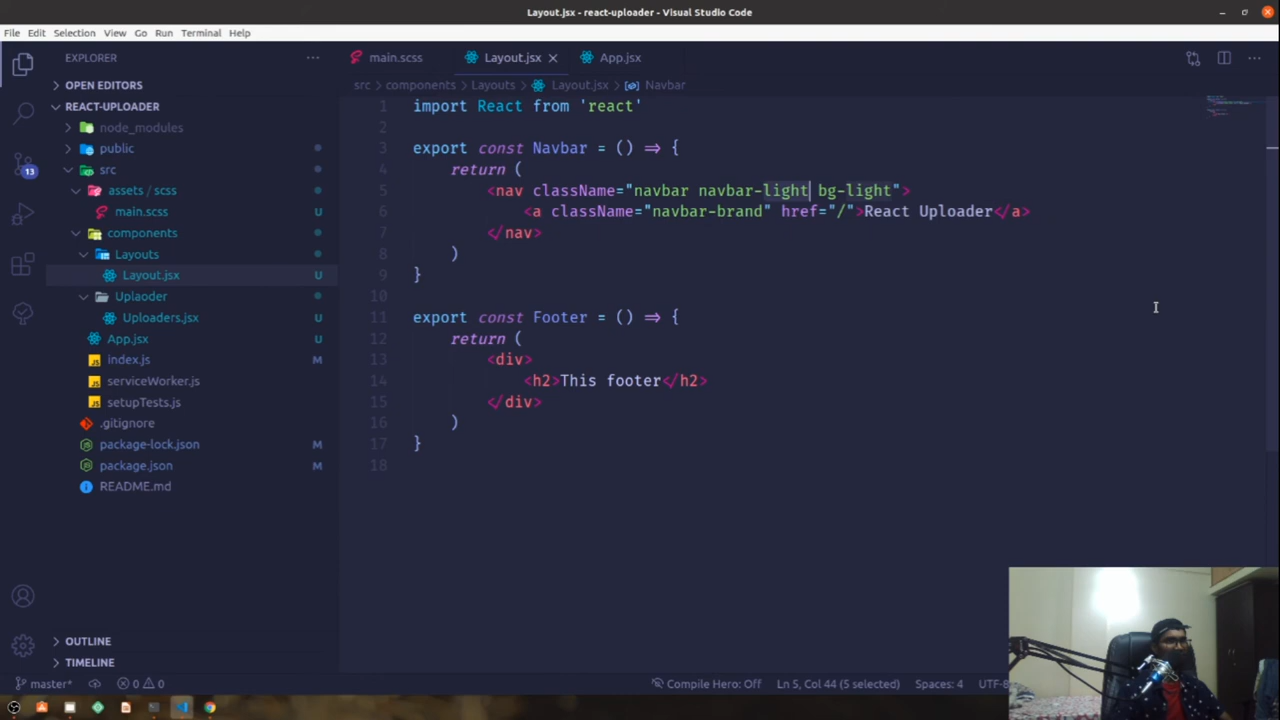 Layout.jsx - react-uploader - Visual Studio Code
File Edit Selection View Go Run Terminal Help
EXPLORER
OPEN EDITORS
REACT-UPLOADER
node_modules
public
src
assets / scss
main.scss U
components
Layouts
Layout.jsx U
Uplaoder
Uploaders.jsx U
App.jsx U
index.js M
serviceWorker.js
setupTests.js
.gitignore
package-lock.json M
package.json M
README.md
OUTLINE
TIMELINE
13
main.scss Layout.jsx App.jsx
src components Layouts Layout.jsx Navbar
1 import React from 'react'
2
3 export const Navbar = () => {
4 return (
5 <nav className="navbar navbar-light bg-light">
6 <a className="navbar-brand" href="/">React Uploader</a>
7 </nav>
8 )
9 }
10
11 export const Footer = () => {
12 return (
13 <div>
14 <h2>This footer</h2>
15 </div>
16 )
17 }
18
master* 0 0 Compile Hero: Off Ln 5, Col 44 (5 selected) Spaces: 4 UTF-8